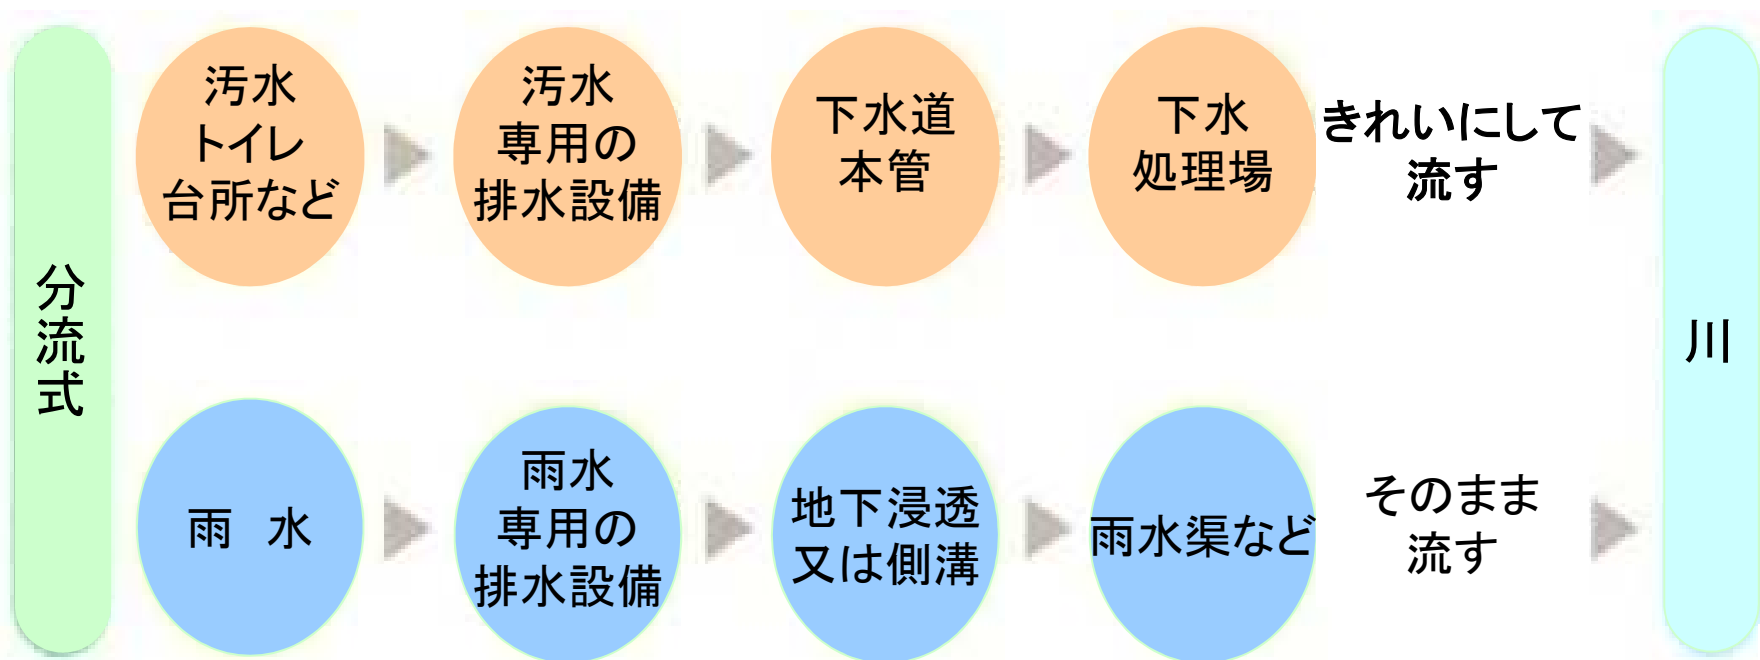 分流式
汚水
トイレ
台所など
汚水
専用の
排水設備
下水道
本管
下水
処理場
きれいにして
流す
雨　水
雨水
専用の
排水設備
地下浸透
又は側溝
雨水渠など
そのまま
流す
川